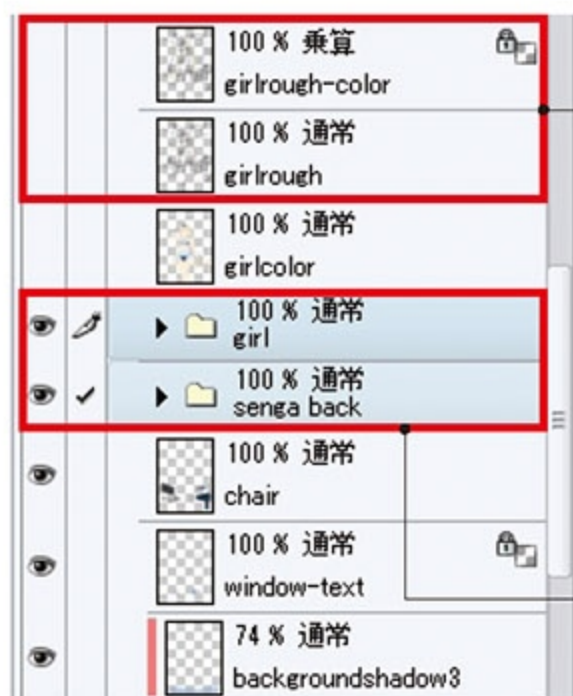 100 % 乗算
girlrough-color
100 % 通常
girlrough
100 % 通常
girlcolor
100 % 通常
girl
100 % 通常
senga back
100 % 通常
chair
100 % 通常
window-text
74 % 通常
backgroundshadow3